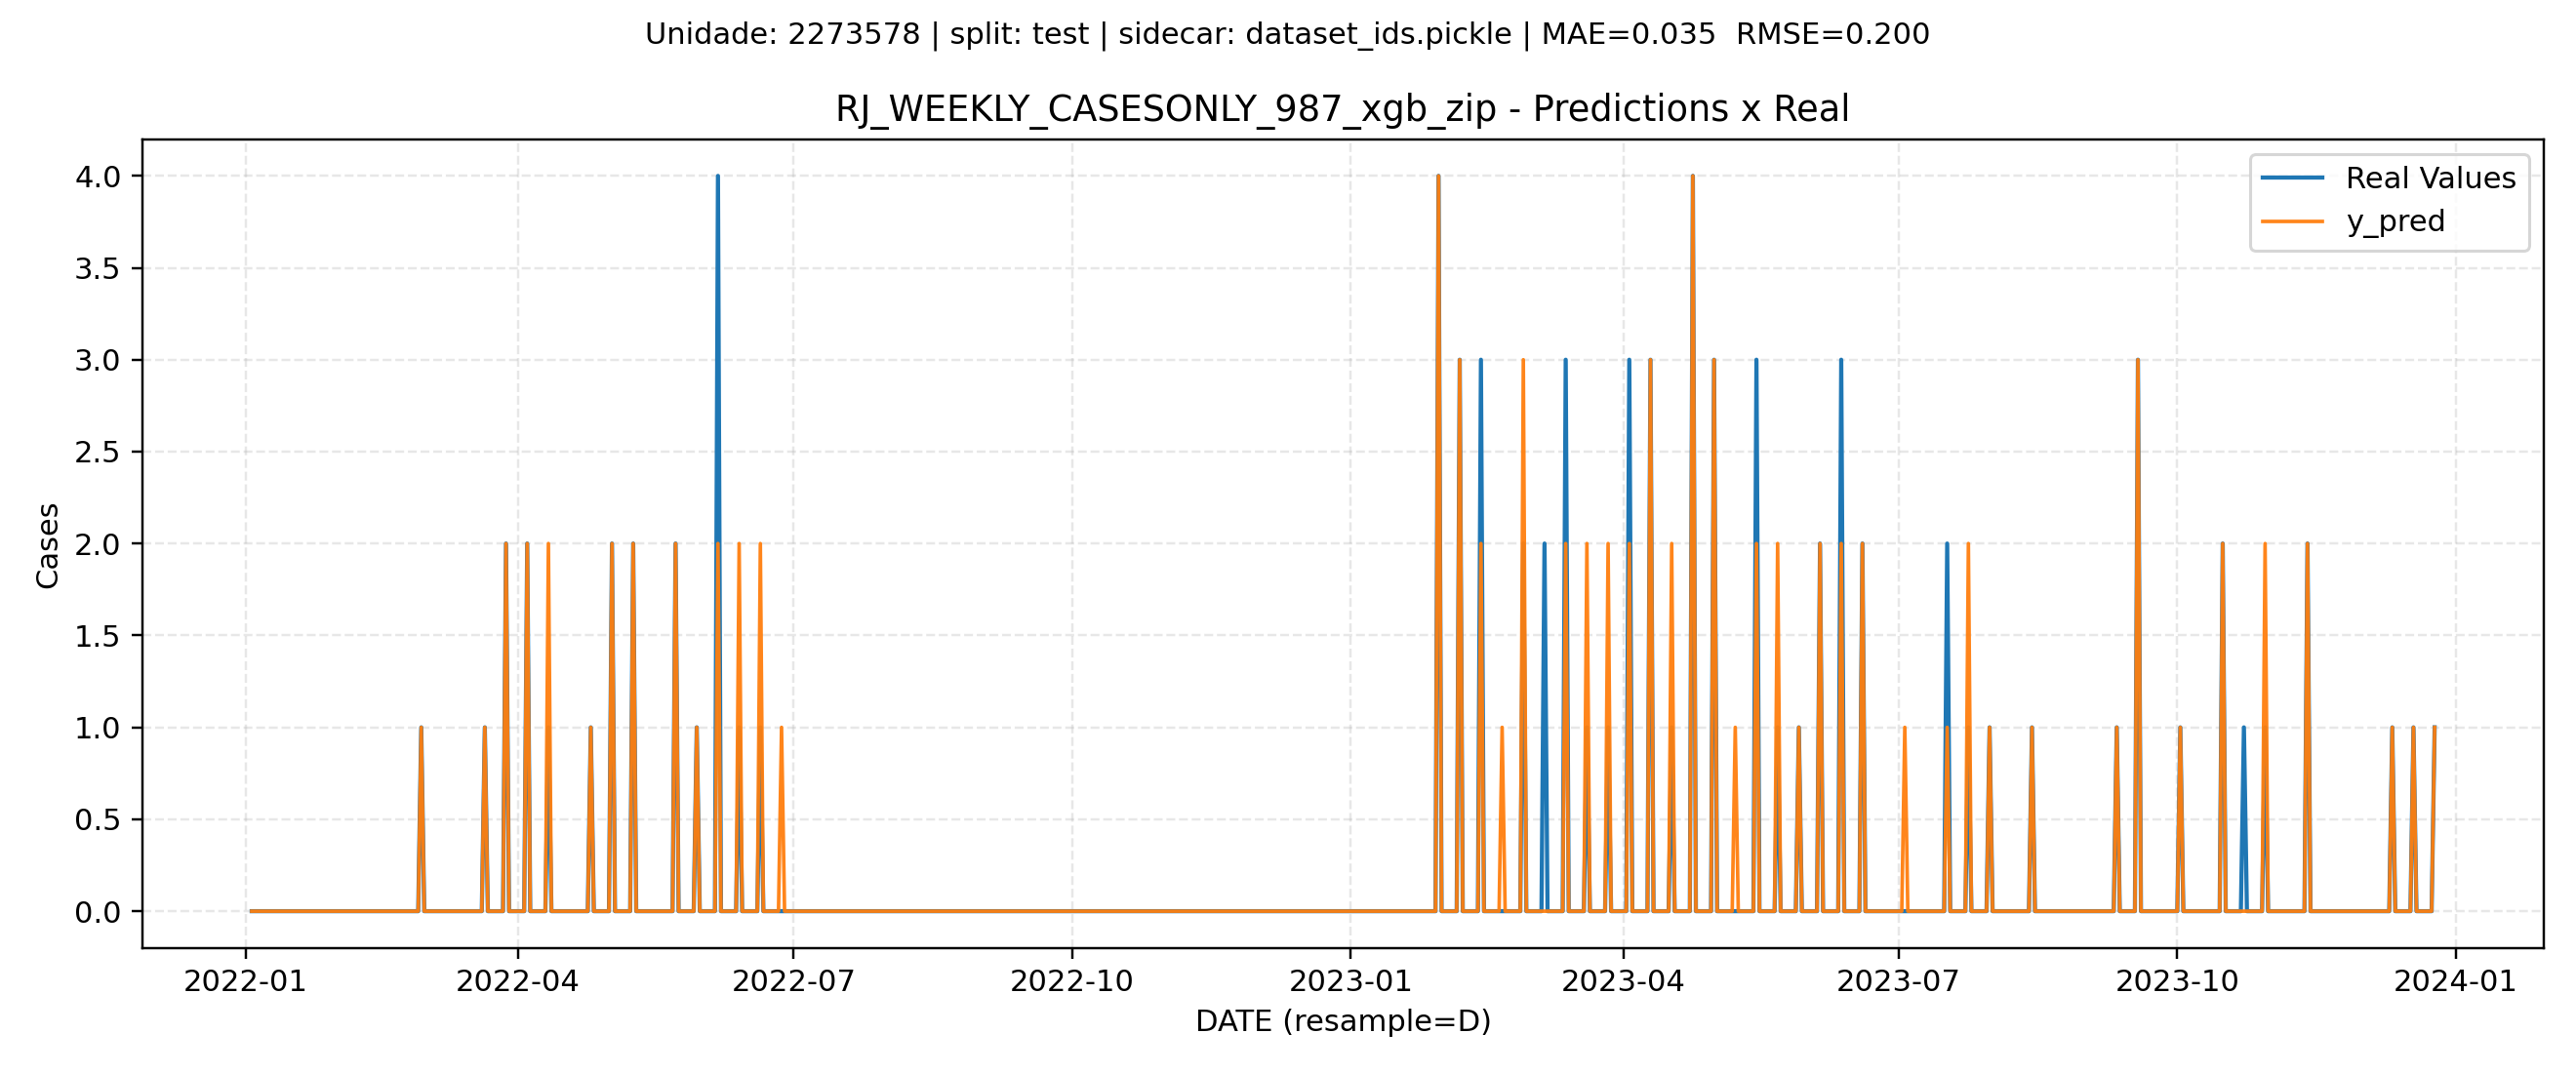 Unidade: 2273578 | split: test | sidecar: dataset_ids.pickle | MAE=0.035  RMSE=0.200
RJ_WEEKLY_CASESONLY_987_xgb_zip - Predictions x Real
Real Values
y_pred
Cases
4.0
3.5
3.0
2.5
2.0
1.5
1.0
0.5
0.0
2022-01 2022-04 2022-07 2022-10 2023-01 2023-04 2023-07 2023-10 2024-01
DATE (resample=D)